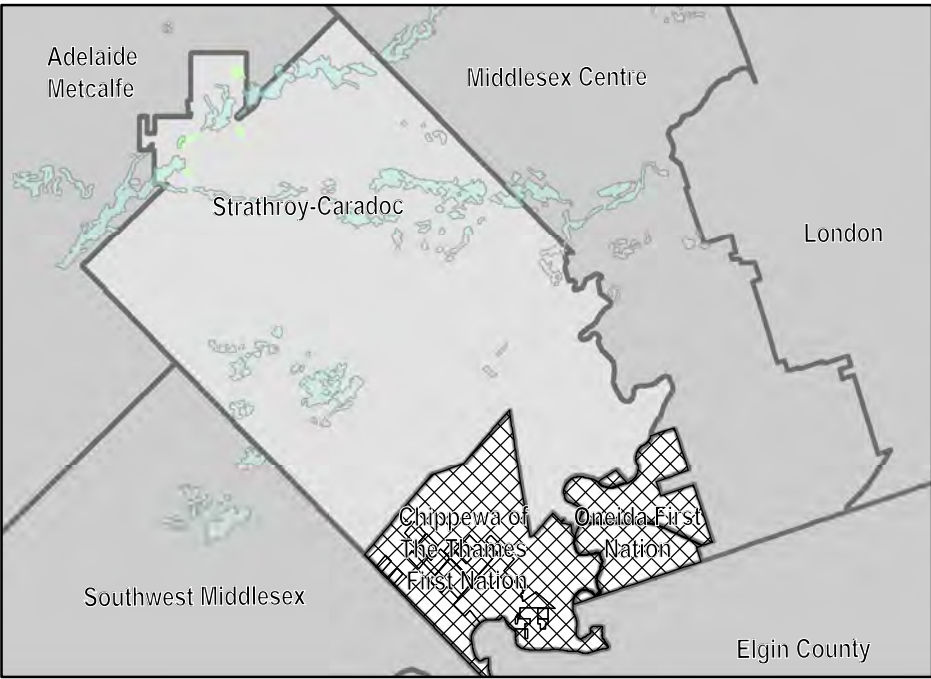 Adelaide
Metcalfe
Middlesex Centre
Strathroy-Caradoc
London
Chippewa of
The Thames
First Nation
Oneida First
Nation
Southwest Middlesex
Elgin County